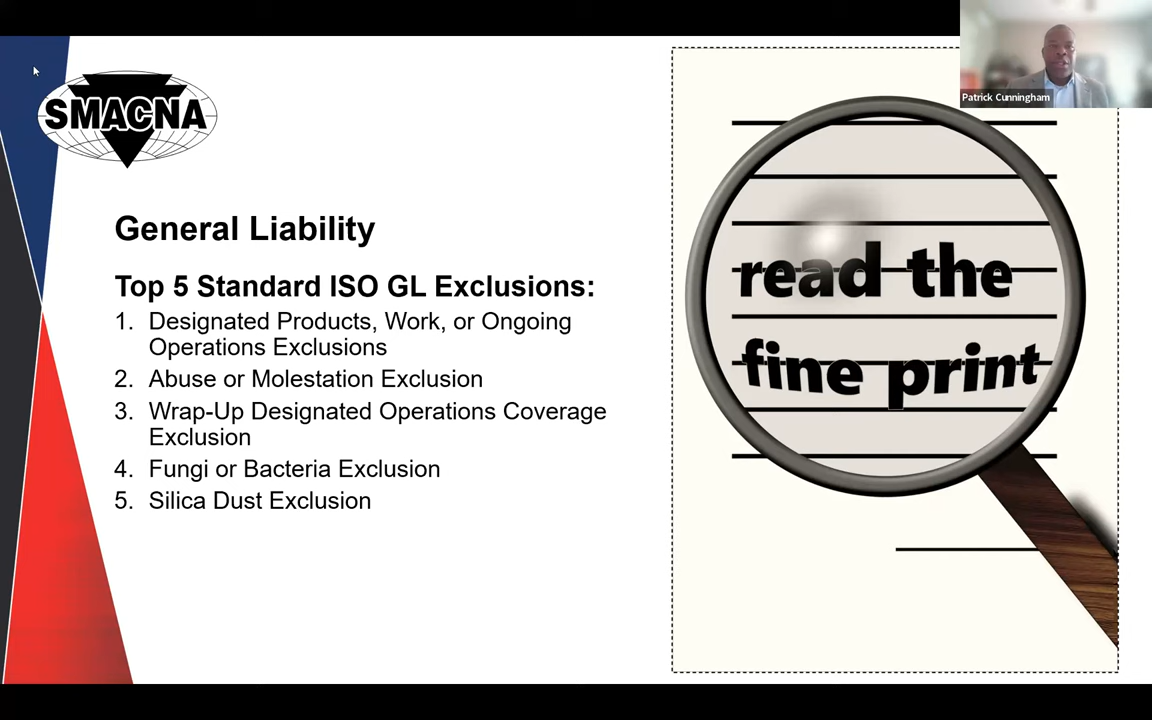 Patrick Cunningham
SMACNA
General Liability
Top 5 Standard ISO GL Exclusions:
1. Designated Products, Work, or Ongoing
Operations Exclusions
2. Abuse or Molestation Exclusion
3. Wrap-Up Designated Operations Coverage
Exclusion
4. Fungi or Bacteria Exclusion
5. Silica Dust Exclusion
read the
fine print